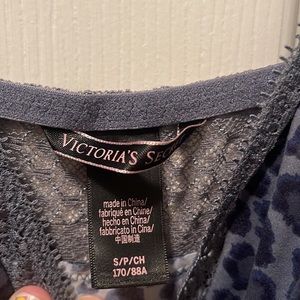 VICTORIA'S SEC
made in China/
fabriqué en Chine/
hecho en China/
fabbricato in Cina/
中国制造
S/P/CH
170/88A